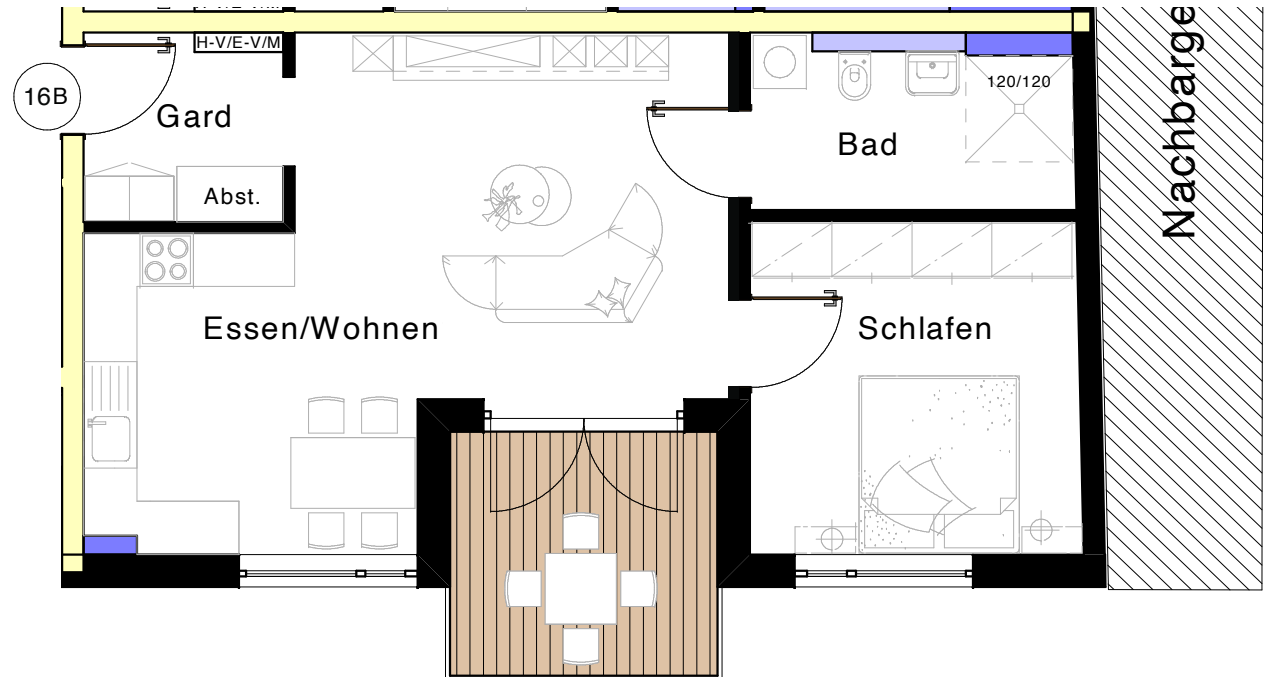 H-V/E-V/M
16B
Gard
120/120
Bad
Abst.
Essen/Wohnen
Schlafen
Nachbarge